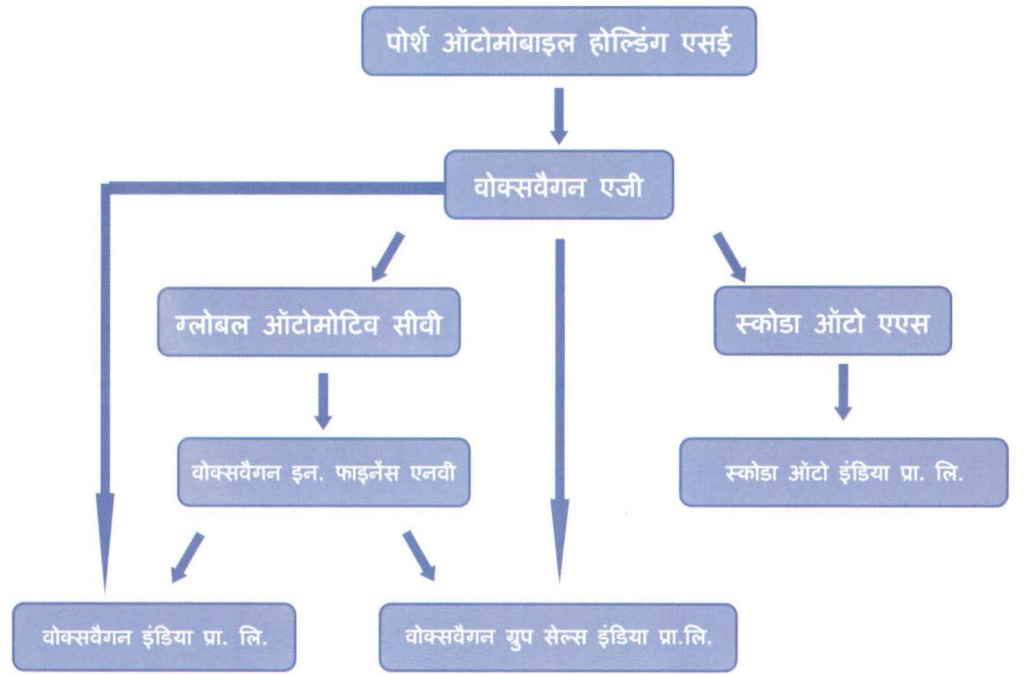 पोर्श ऑटोमोबाइल होल्डिंग एसई
वोक्सवैगन एजी
ग्लोबल ऑटोमोटिव सीवी
स्कोडा ऑटो एएस
वोक्सवैगन इन. फाइनेंस एनवी
स्कोडा ऑटो इंडिया प्रा. लि.
वोक्सवैगन इंडिया प्रा. लि.
वोक्सवैगन ग्रुप सेल्स इंडिया प्रा.लि.